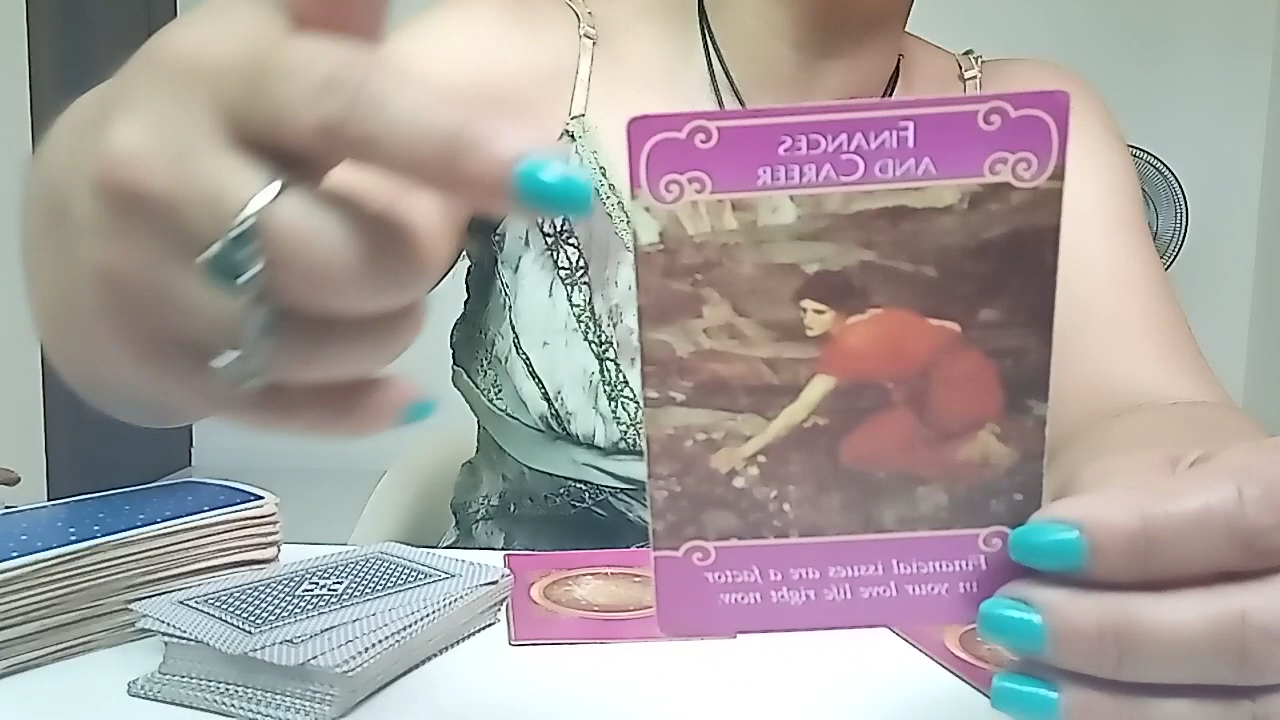 FINANCES
AND CAREER
Financial issues are a factor
in your love life right now.